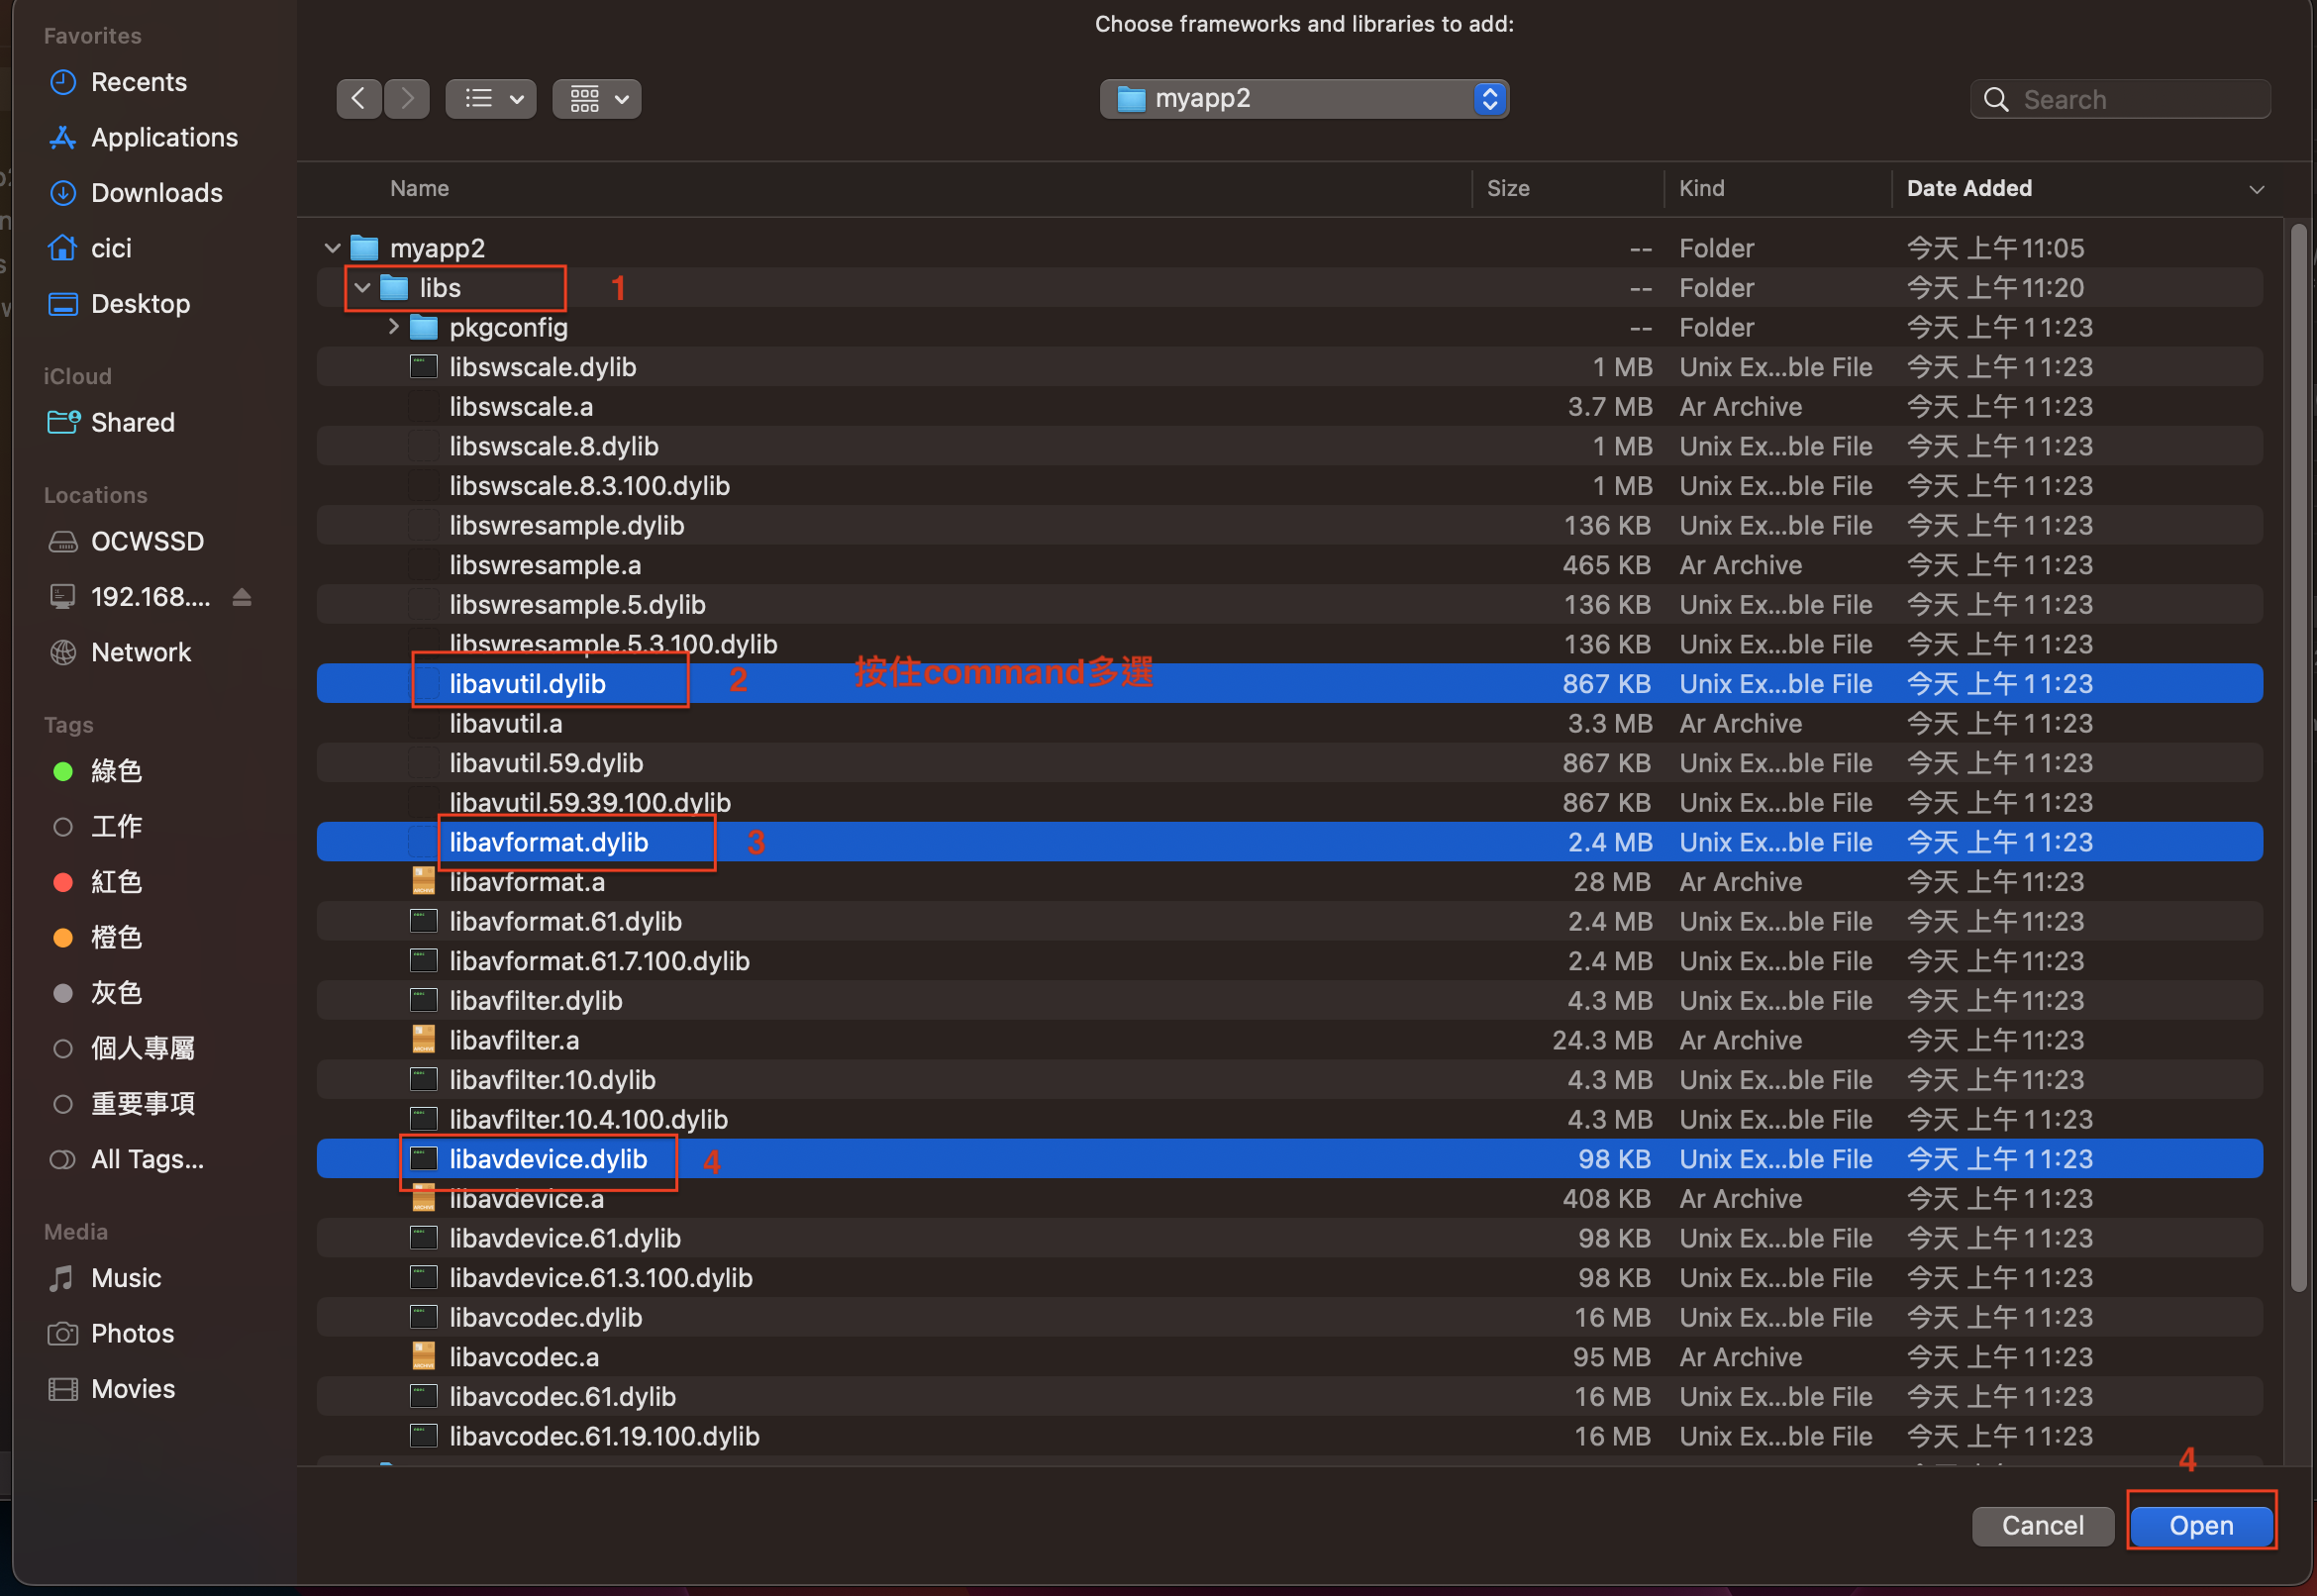 Choose frameworks and libraries to add:
Favorites
Recents
Applications
Downloads
cici
Desktop
iCloud
Shared
Locations
OCWSSD
192.168....
Network
Tags
綠色
工作
紅色
橙色
灰色
個人專屬
重要事項
All Tags...
Media
Music
Photos
Movies
myapp2
Search
Name Size Kind Date Added
myapp2 -- Folder 今天 上午11:05
libs 1 -- Folder 今天 上午11:20
pkgconfig -- Folder 今天 上午11:23
libswscale.dylib 1 MB Unix Ex...ble File 今天 上午11:23
libswscale.a 3.7 MB Ar Archive 今天 上午11:23
libswscale.8.dylib 1 MB Unix Ex...ble File 今天 上午11:23
libswscale.8.3.100.dylib 1 MB Unix Ex...ble File 今天 上午11:23
libswresample.dylib 136 KB Unix Ex...ble File 今天 上午11:23
libswresample.a 465 KB Ar Archive 今天 上午11:23
libswresample.5.dylib 136 KB Unix Ex...ble File 今天 上午11:23
libswresample.5.3.100.dylib 136 KB Unix Ex...ble File 今天 上午11:23
libavutil.dylib 2 按住command多選 867 KB Unix Ex...ble File 今天 上午11:23
libavutil.a 3.3 MB Ar Archive 今天 上午11:23
libavutil.59.dylib 867 KB Unix Ex...ble File 今天 上午11:23
libavutil.59.39.100.dylib 867 KB Unix Ex...ble File 今天 上午11:23
libavformat.dylib 3 2.4 MB Unix Ex...ble File 今天 上午11:23
libavformat.a 28 MB Ar Archive 今天 上午11:23
libavformat.61.dylib 2.4 MB Unix Ex...ble File 今天 上午11:23
libavformat.61.7.100.dylib 2.4 MB Unix Ex...ble File 今天 上午11:23
libavfilter.dylib 4.3 MB Unix Ex...ble File 今天 上午11:23
libavfilter.a 24.3 MB Ar Archive 今天 上午11:23
libavfilter.10.dylib 4.3 MB Unix Ex...ble File 今天 上午11:23
libavfilter.10.4.100.dylib 4.3 MB Unix Ex...ble File 今天 上午11:23
libavdevice.dylib 4 98 KB Unix Ex...ble File 今天 上午11:23
libavdevice.a 408 KB Ar Archive 今天 上午11:23
libavdevice.61.dylib 98 KB Unix Ex...ble File 今天 上午11:23
libavdevice.61.3.100.dylib 98 KB Unix Ex...ble File 今天 上午11:23
libavcodec.dylib 16 MB Unix Ex...ble File 今天 上午11:23
libavcodec.a 95 MB Ar Archive 今天 上午11:23
libavcodec.61.dylib 16 MB Unix Ex...ble File 今天 上午11:23
libavcodec.61.19.100.dylib 16 MB Unix Ex...ble File 今天 上午11:23
4
Cancel Open